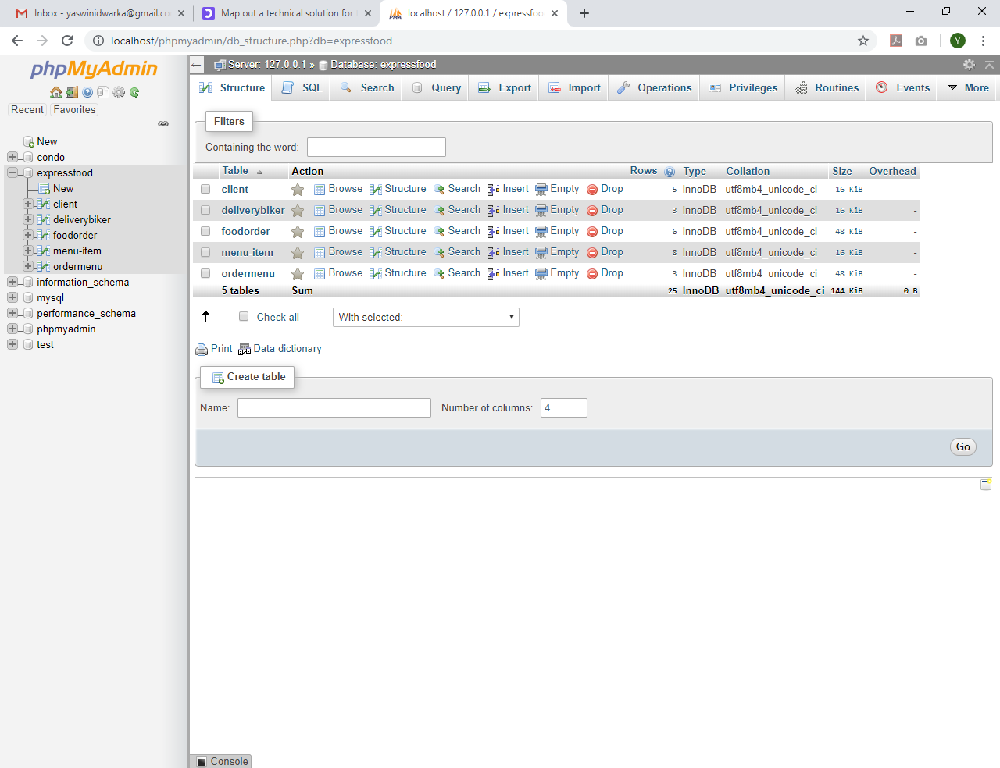 Inbox - yaswinidwarka@gmail.co
Map out a technical solution for
localhost / 127.0.0.1 / expressfoo
localhost/phpmyadmin/db_structure.php?db=expressfood
Y
phpMyAdmin
Recent Favorites
New
condo
expressfood
New
client
deliverybiker
foodorder
menu-item
ordermenu
information_schema
mysql
performance_schema
phpmyadmin
test
Server: 127.0.0.1 » Database: expressfood
Structure SQL Search Query Export Import Operations Privileges Routines Events More
Filters
Containing the word:
Table Action Rows Type Collation Size Overhead
client Browse Structure Search Insert Empty Drop 5 InnoDB utf8mb4_unicode_ci 16 KiB -
deliverybiker Browse Structure Search Insert Empty Drop 3 InnoDB utf8mb4_unicode_ci 16 KiB -
foodorder Browse Structure Search Insert Empty Drop 6 InnoDB utf8mb4_unicode_ci 48 KiB -
menu-item Browse Structure Search Insert Empty Drop 8 InnoDB utf8mb4_unicode_ci 16 KiB -
ordermenu Browse Structure Search Insert Empty Drop 3 InnoDB utf8mb4_unicode_ci 48 KiB -
5 tables Sum 25 InnoDB utf8mb4_unicode_ci 144 KiB 0 B
Check all With selected:
Print Data dictionary
Create table
Name: Number of columns: 4
Go
Console